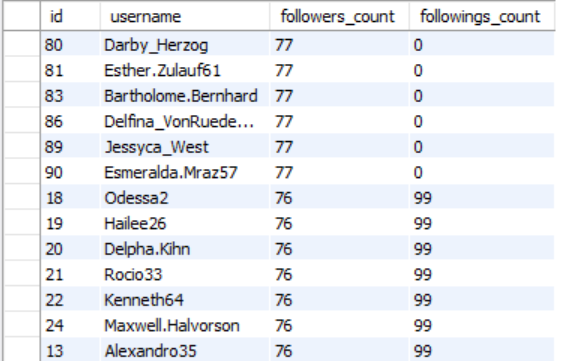 id username followers_count followings_count
80 Darby_Herzog 77 0
81 Esther.Zulauf61 77 0
83 Bartholome.Bernhard 77 0
86 Delfina_VonRuede... 77 0
89 Jessyca_West 77 0
90 Esmeralda.Mraz57 77 0
18 Odessa2 76 99
19 Hailee26 76 99
20 Delpha.Kihn 76 99
21 Rocio33 76 99
22 Kenneth64 76 99
24 Maxwell.Halvorson 76 99
13 Alexandro35 76 99